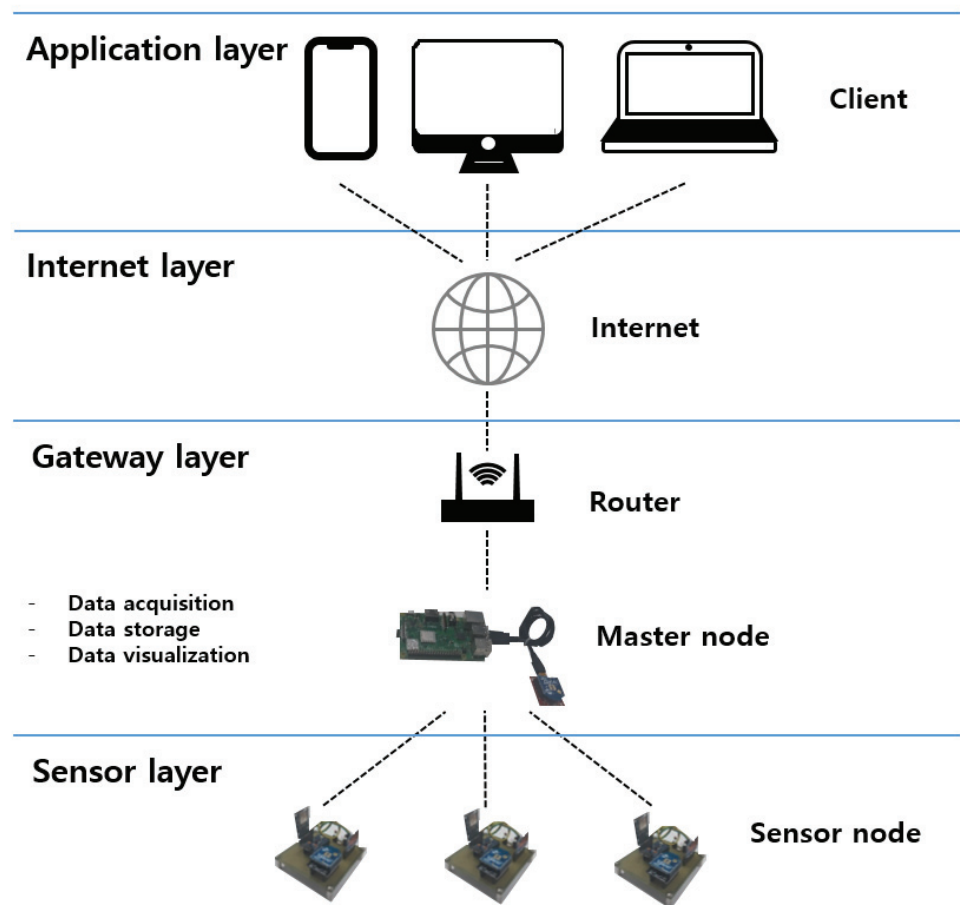 Application layer
Client
Internet layer
Internet
Gateway layer
Router
- Data acquisition
- Data storage
- Data visualization
Master node
Sensor layer
Sensor node